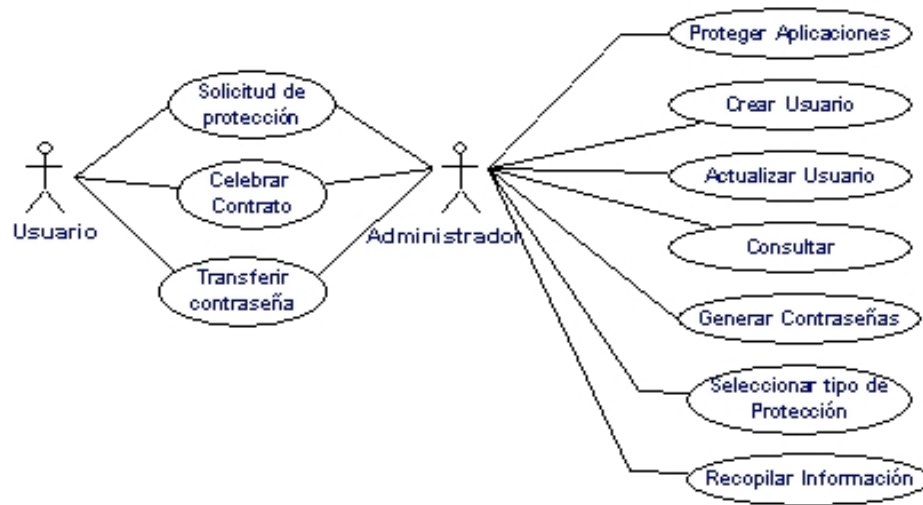 Proteger Aplicaciones
Solicitud de
protección
Crear Usuario
Celebrar
Contrato
Actualizar Usuario
Usuario
Administrador
Consultar
Transferir
contraseña
Generar Contraseñas
Seleccionar tipo de
Protección
Recopilar Información